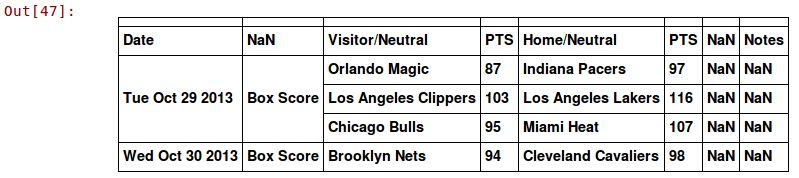 Out[47]:
Date NaN Visitor/Neutral PTS Home/Neutral PTS NaN Notes
Orlando Magic 87 Indiana Pacers 97 NaN NaN
Tue Oct 29 2013 Box Score Los Angeles Clippers 103 Los Angeles Lakers 116 NaN NaN
Chicago Bulls 95 Miami Heat 107 NaN NaN
Wed Oct 30 2013 Box Score Brooklyn Nets 94 Cleveland Cavaliers 98 NaN NaN